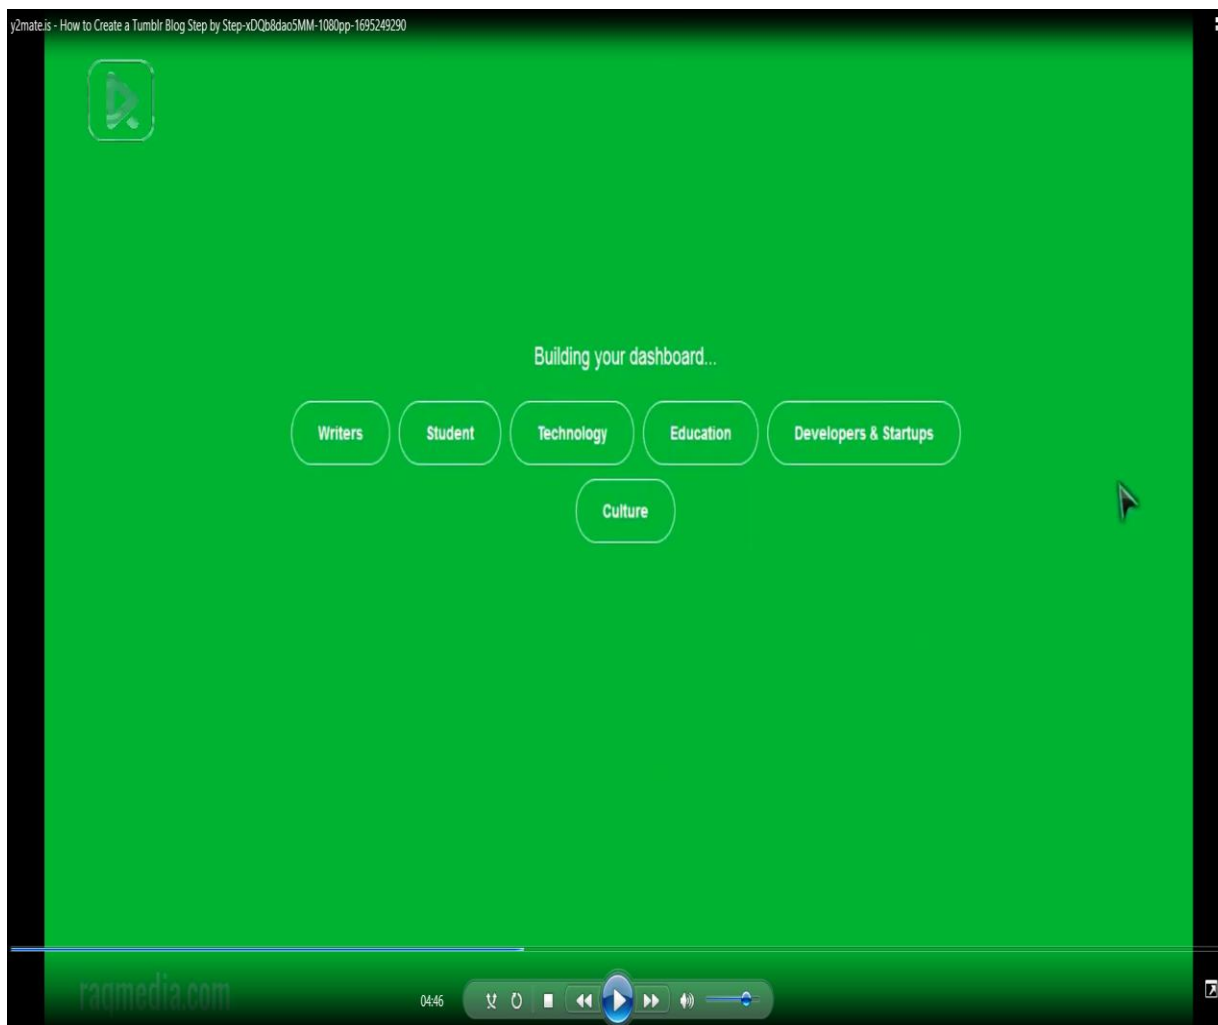 y2mate.is - How to Create a Tumblr Blog Step by Step-xDQb8dao5MM-1080pp-1695249290
Building your dashboard...
Writers Student Technology Education Developers & Startups
Culture
raqmedia.com
04:46